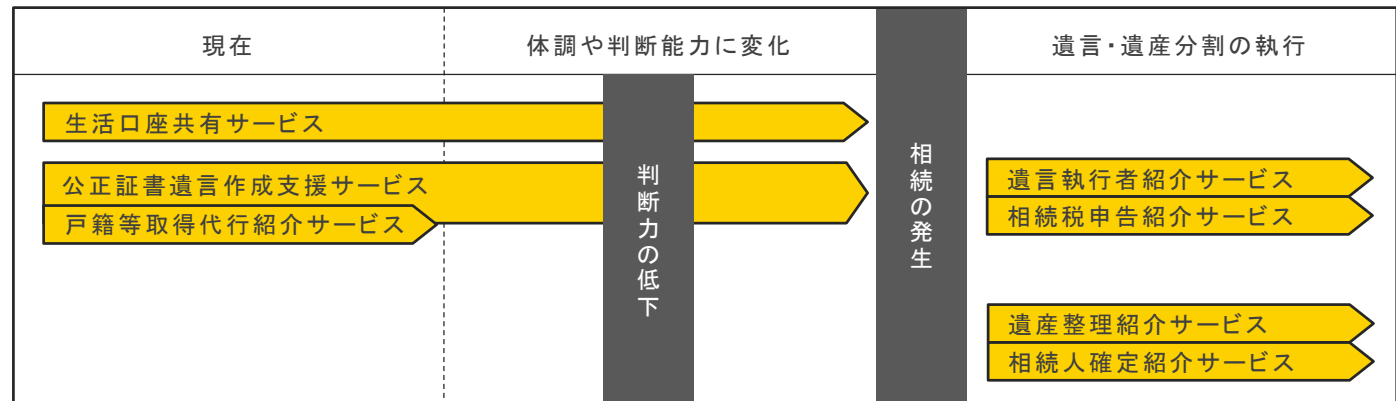 現在
体調や判断能力に変化
遺言・遺産分割の執行
生活口座共有サービス
公正証書遺言作成支援サービス
戸籍等取得代行紹介サービス
判断力の低下
相続の発生
遺言執行者紹介サービス
相続税申告紹介サービス
遺産整理紹介サービス
相続人確定紹介サービス